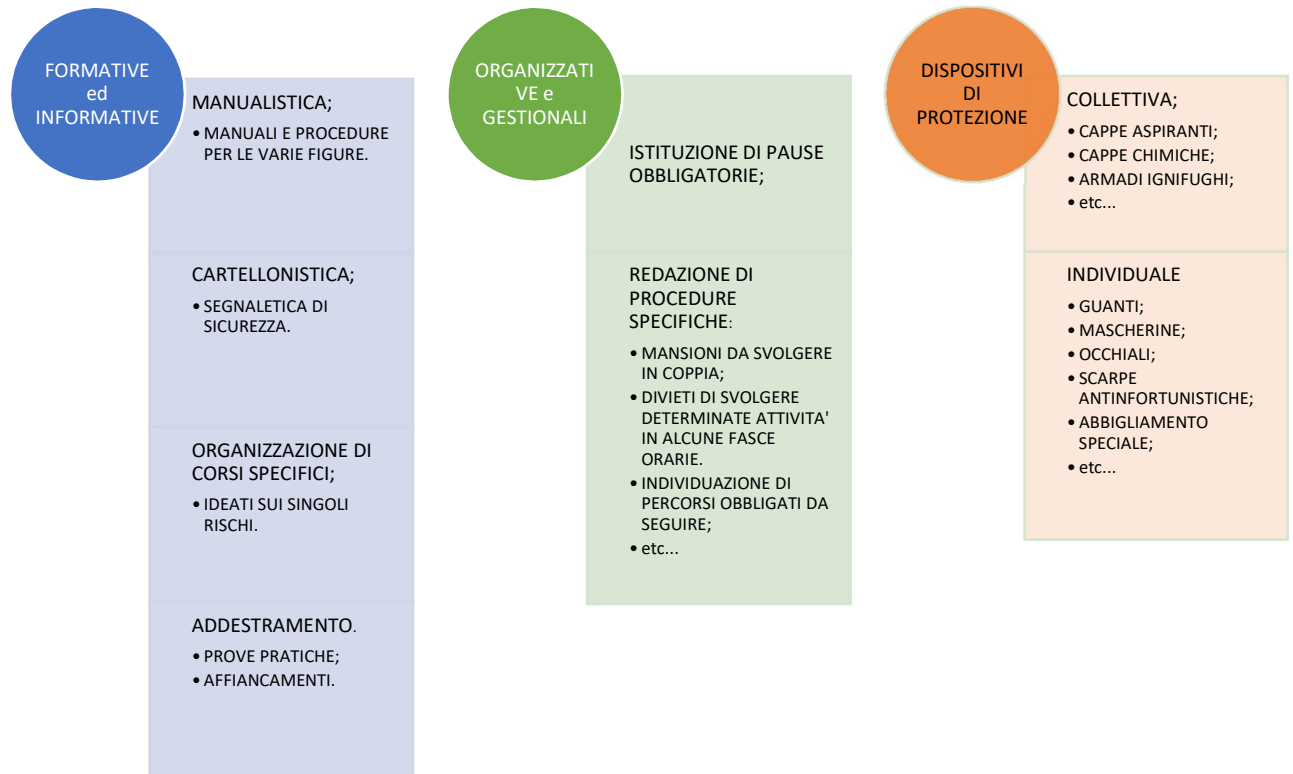 FORMATIVE
ed
INFORMATIVE
MANUALISTICA;
• MANUALI E PROCEDURE
PER LE VARIE FIGURE.
CARTELLONISTICA;
• SEGNALETICA DI
SICUREZZA.
ORGANIZZAZIONE DI
CORSI SPECIFICI;
• IDEATI SUI SINGOLI
RISCHI.
ADDESTRAMENTO.
• PROVE PRATICHE;
• AFFIANCAMENTI.
ORGANIZZATI
VE e
GESTIONALI
ISTITUZIONE DI PAUSE
OBBLIGATORIE;
REDAZIONE DI
PROCEDURE
SPECIFICHE:
• MANSIONI DA SVOLGERE
IN COPPIA;
• DIVIETI DI SVOLGERE
DETERMINATE ATTIVITA'
IN ALCUNE FASCE
ORARIE.
• INDIVIDUAZIONE DI
PERCORSI OBBLIGATI DA
SEGUIRE;
• etc...
DISPOSITIVI
DI
PROTEZIONE
COLLETTIVA;
• CAPPE ASPIRANTI;
• CAPPE CHIMICHE;
• ARMADI IGNIFUGHI;
• etc...
INDIVIDUALE
• GUANTI;
• MASCHERINE;
• OCCHIALI;
• SCARPE
ANTINFORTUNISTICHE;
• ABBIGLIAMENTO
SPECIALE;
• etc...